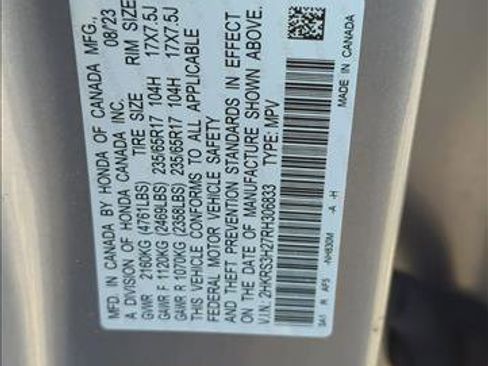 MFD. IN CANADA BY HONDA OF CANADA MFG.,
A DIVISION OF HONDA CANADA INC. 08/23
TIRE SIZE RIM SIZE
GVWR 2160KG (4761LBS)
GAWR F 1120KG (2469LBS) 235/65R17 104H 17X7.5J
GAWR R 1070KG (2358LBS) 235/65R17 104H 17X7.5J
THIS VEHICLE CONFORMS TO ALL APPLICABLE
FEDERAL MOTOR VEHICLE SAFETY
AND THEFT PREVENTION STANDARDS IN EFFECT
ON THE DATE OF MANUFACTURE SHOWN ABOVE.
V.I.N: 2HKRS3H27RH306833 TYPE: MPV
SA1 R AF5 -NH830M -A -H
MADE IN CANADA